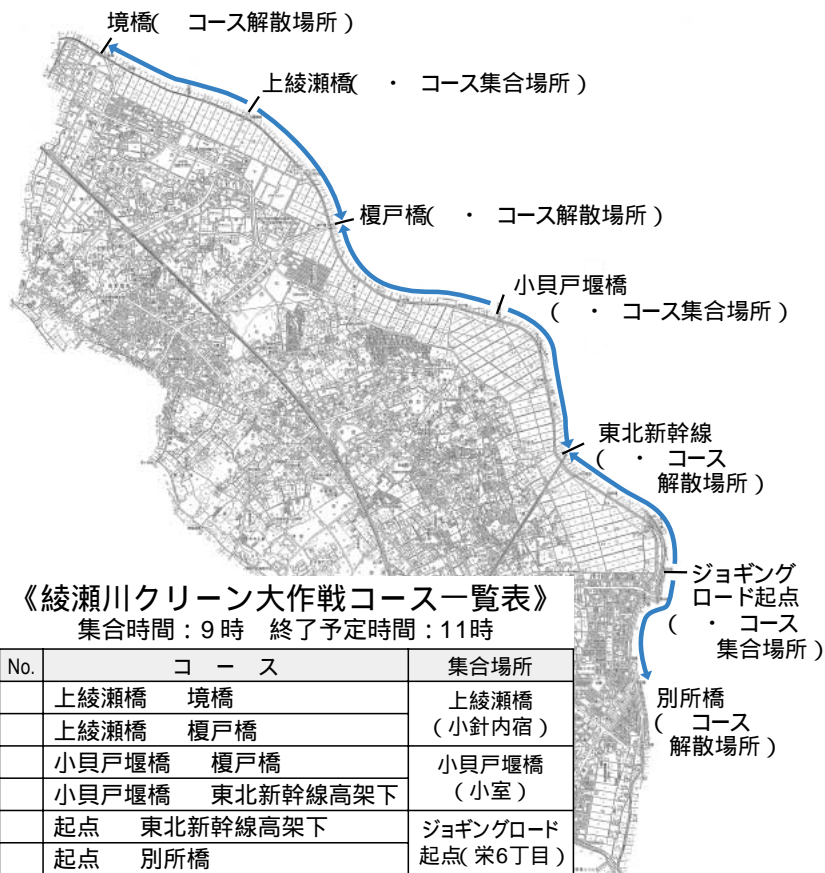 境橋(　コース解散場所)
上綾瀬橋(　・　コース集合場所)
榎戸橋(　・　コース解散場所)
小貝戸堰橋
(　・　コース集合場所)
東北新幹線
(　・　コース
解散場所)
ジョギング
ロード起点
(　・　コース
集合場所)
別所橋
(　コース
解散場所)
《綾瀬川クリーン大作戦コース一覧表》
集合時間：9時　終了予定時間：11時
No.　コース　集合場所
上綾瀬橋　境橋
上綾瀬橋　榎戸橋
上綾瀬橋
(小針内宿)
小貝戸堰橋　榎戸橋
小貝戸堰橋　東北新幹線高架下
小貝戸堰橋
(小室)
起点　東北新幹線高架下
起点　別所橋
ジョギングロード
起点(栄6丁目)